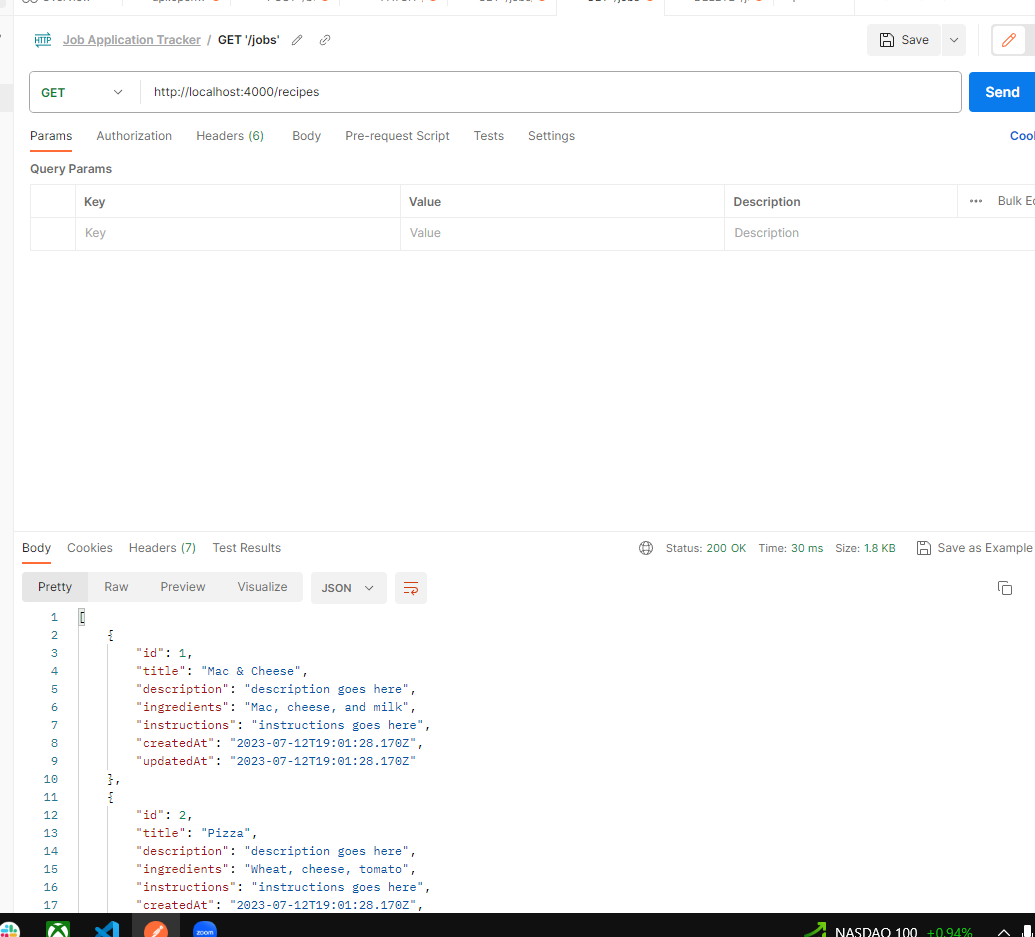 Job Application Tracker / GET '/jobs'
Save
GET http://localhost:4000/recipes Send
Params Authorization Headers (6) Body Pre-request Script Tests Settings
Query Params
Key Value Description ••• Bulk
Key Value Description
Body Cookies Headers (7) Test Results Status: 200 OK Time: 30 ms Size: 1.8 KB Save as Example
Pretty Raw Preview Visualize JSON
1 [
2 {
3 "id": 1,
4 "title": "Mac & Cheese",
5 "description": "description goes here",
6 "ingredients": "Mac, cheese, and milk",
7 "instructions": "instructions goes here",
8 "createdAt": "2023-07-12T19:01:28.170Z",
9 "updatedAt": "2023-07-12T19:01:28.170Z"
10 },
11 {
12 "id": 2,
13 "title": "Pizza",
14 "description": "description goes here",
15 "ingredients": "Wheat, cheese, tomato",
16 "instructions": "instructions goes here",
17 "createdAt": "2023-07-12T19:01:28.170Z",
zoom NASDAQ 100 +0.94%